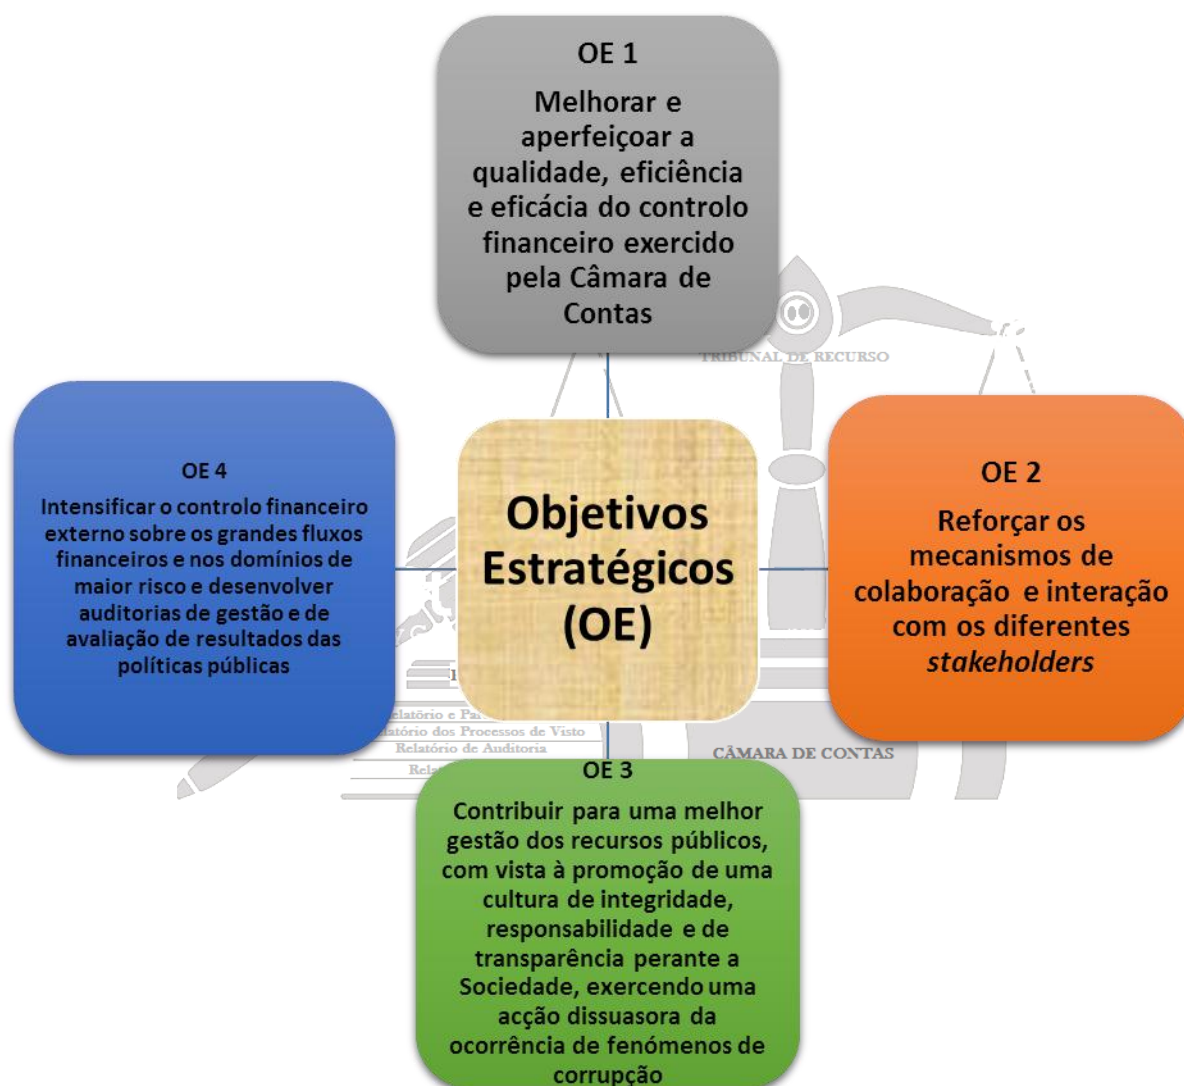 OE 1
Melhorar e
aperfeiçoar a
qualidade, eficiência
e eficácia do controlo
financeiro exercido
pela Câmara de
Contas
TRIBUNAL DE RECURSO
OE 4
Intensificar o controlo financeiro
externo sobre os grandes fluxos
financeiros e nos domínios de
maior risco e desenvolver
auditorias de gestão e de
avaliação de resultados das
políticas públicas
Objetivos
Estratégicos
(OE)
OE 2
Reforçar os
mecanismos de
colaboração e interação
com os diferentes
stakeholders
elatório e Pa
latório dos Processos de Visto
Relatório de Auditoria
Rela
CÂMARA DE CONTAS
OE 3
Contribuir para uma melhor
gestão dos recursos públicos,
com vista à promoção de uma
cultura de integridade,
responsabilidade e de
transparência perante a
Sociedade, exercendo uma
acção dissuasora da
ocorrência de fenómenos de
corrupção